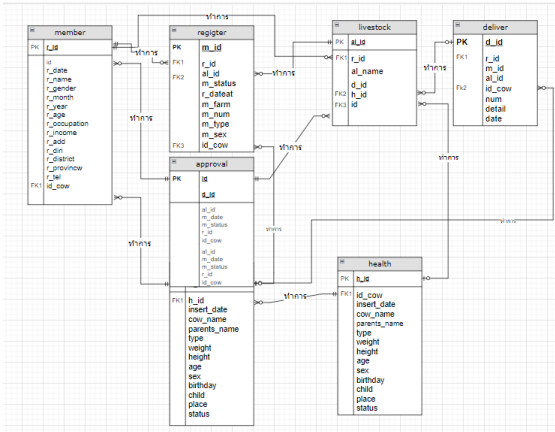 member
PK r_id
id
r_date
r_name
r_gender
r_month
r_year
r_age
r_occupation
r_income
r_add
r_diri
r_district
r_provincw
r_tel
FK1 id_cow
regigter
PK m_id
FK1 r_id
FK2 al_id
m_status
r_dateat
m_farm
m_num
m_type
m_sex
FK3 id_cow
approval
PK id
d_id
al_id
m_date
m_status
r_id
id_cow
al_id
m_date
m_status
r_id
id_cow
FK1 h_id
insert_date
cow_name
parents_name
type
weight
height
age
sex
birthday
child
place
status
livestock
PK al_id
FK1 r_id
al_name
d_id
FK2 h_id
FK3 id
deliver
PK d_id
FK1 r_id
m_id
al_id
FK2 id_cow
num
detail
date
health
PK h_id
FK1 id_cow
insert_date
cow_name
parents_name
type
weight
height
age
sex
birthday
child
place
status
ทำการ
ทำการ
ทำการ
ทำการ
ทำการ
ทำการ
ทำการ
ทำการ
ทำการ
ทำการ
ทำการ